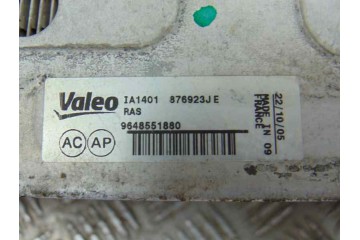 Valeo
IA1401 876923J E
RAS
9648551880
AC AP
22/10/05
MADE IN 09
FRANCE